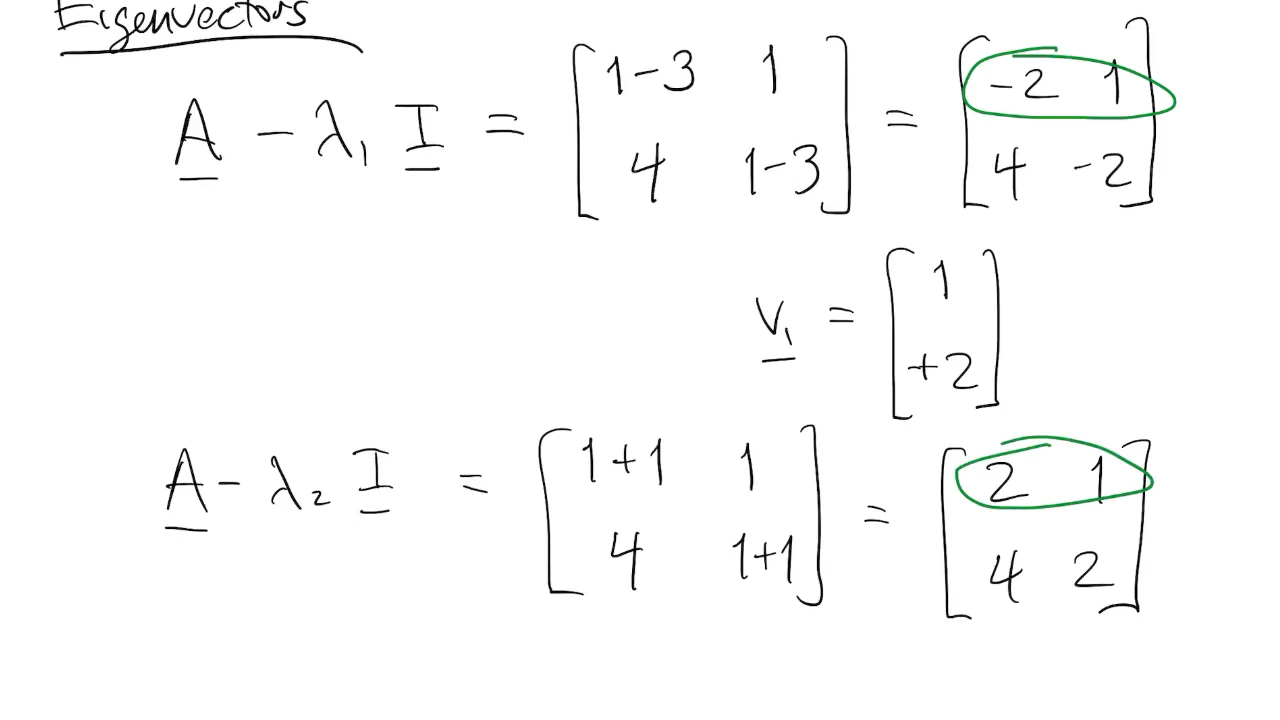 Eigenvectors
A - λ₁ I = [1-3 1; 4 1-3] = [-2 1; 4 -2]
v₁ = [1; +2]
A - λ₂ I = [1+1 1; 4 1+1] = [2 1; 4 2]